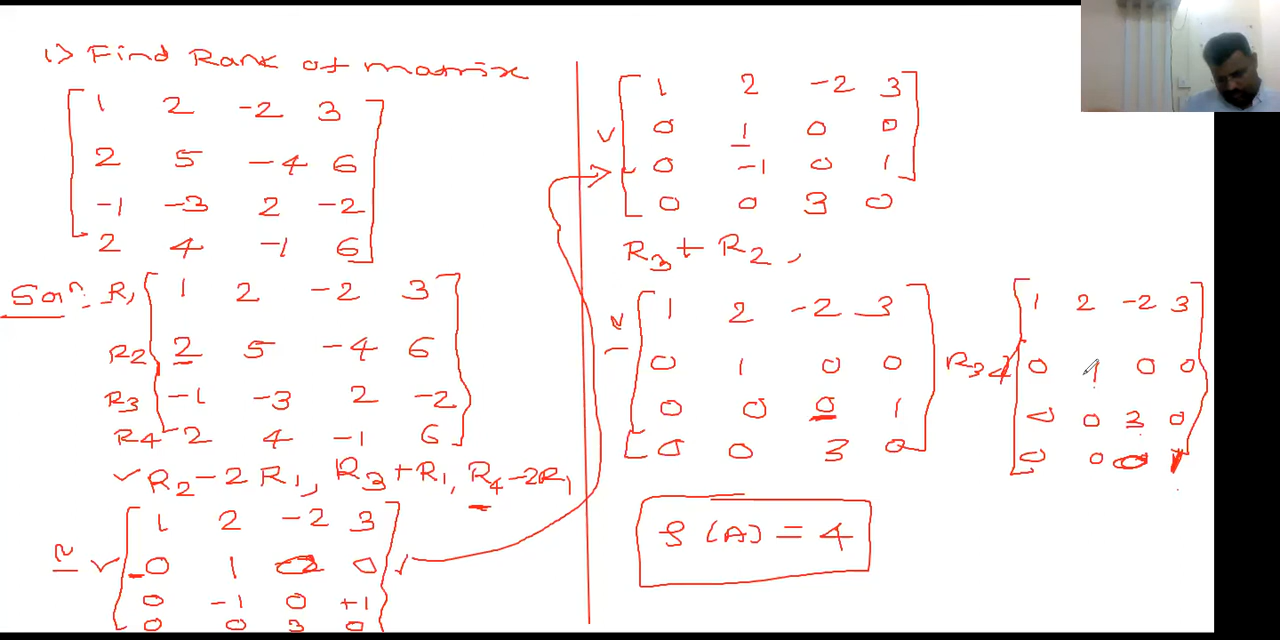 1) Find Rank of matrix
1 2 -2 3
2 5 -4 6
-1 -3 2 -2
2 4 -1 6
Soln:- R1 1 2 -2 3
R2 2 5 -4 6
R3 -1 -3 2 -2
R4 2 4 -1 6
✓ R2 - 2R1, R3 + R1, R4 - 2R1
~ ✓ 1 2 -2 3
0 1 0 0
0 -1 0 +1
0 0 3 0
1 2 -2 3
0 1 0 0
0 -1 0 1
0 0 3 0
R3 + R2,
~ 1 2 -2 3
0 1 0 0
0 0 0 1
0 0 3 0
R34
1 2 -2 3
0 1 0 0
0 0 3 0
0 0 0 1
ρ(A) = 4